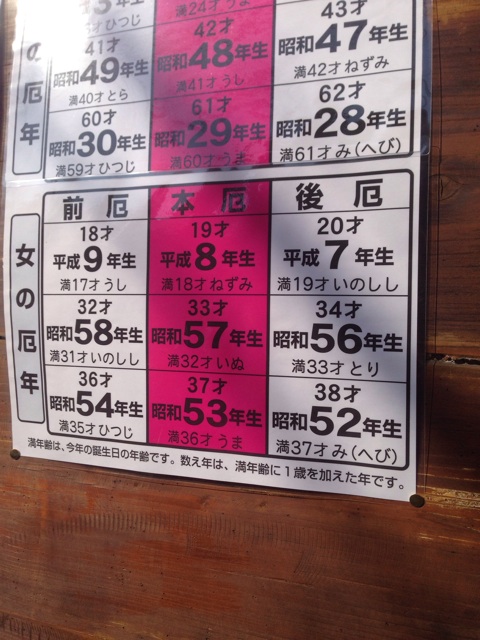 の厄年
才ひつじ 満24才うま
41才 42才 43才
昭和49年生 昭和48年生 昭和47年生
満40才とら 満41才うし 満42才ねずみ
60才 61才 62才
昭和30年生 昭和29年生 昭和28年生
満59才ひつじ 満60才うま 満61才み(へび)
女の厄年
前厄 本厄 後厄
18才 19才 20才
平成9年生 平成8年生 平成7年生
満17才うし 満18才ねずみ 満19才いのしし
32才 33才 34才
昭和58年生 昭和57年生 昭和56年生
満31才いのしし 満32才いぬ 満33才とり
36才 37才 38才
昭和54年生 昭和53年生 昭和52年生
満35才ひつじ 満36才うま 満37才み(へび)
満年齢は、今年の誕生日の年齢です。数え年は、満年齢に1歳を加えた年です。